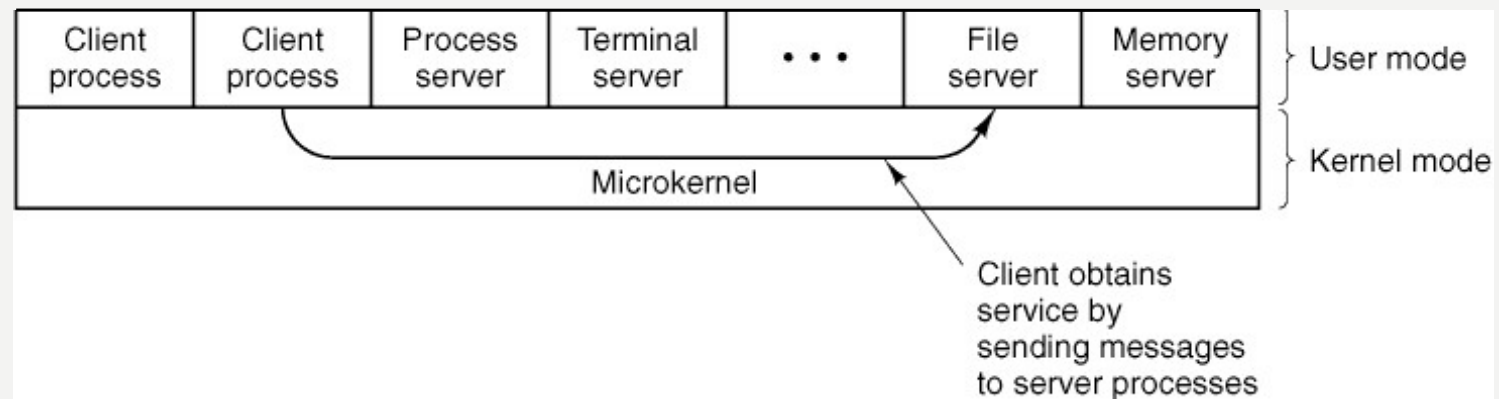 Client
process
Client
process
Process
server
Terminal
server
• • •
File
server
Memory
server
User mode
Microkernel
Kernel mode
Client obtains
service by
sending messages
to server processes